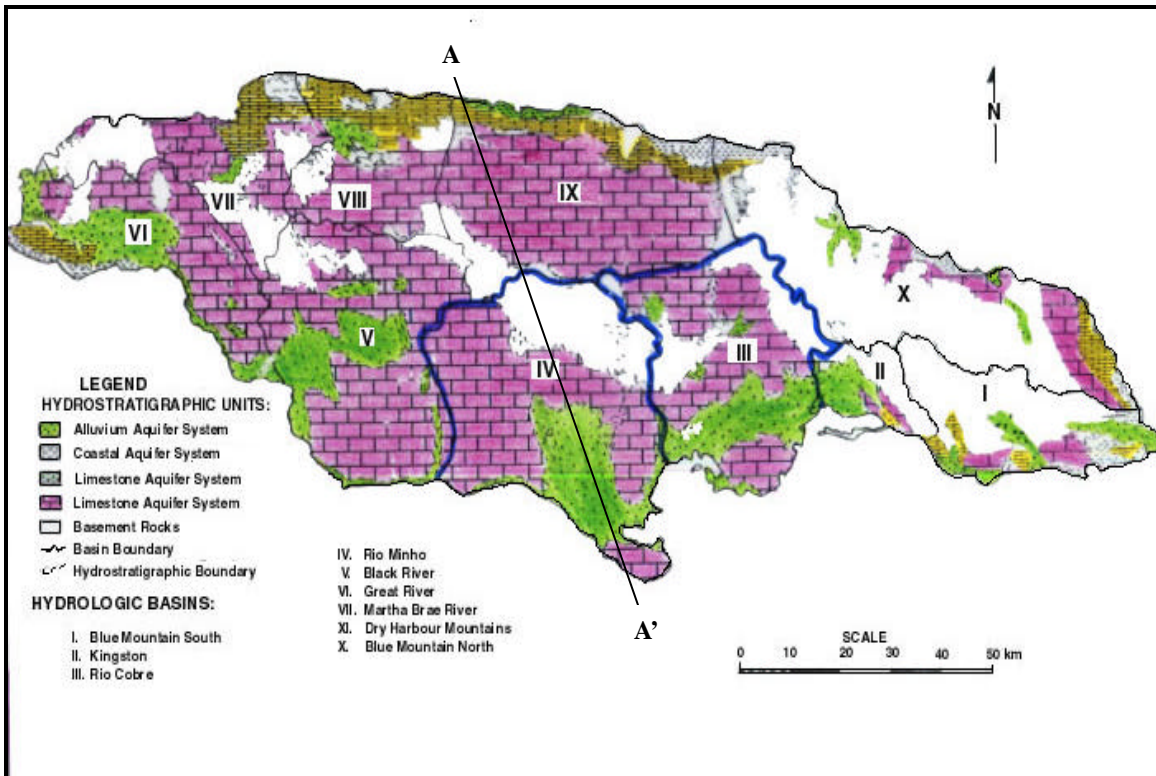 A
N
IX
VIII
VII
VI
X
V
III
II
IV
I
LEGEND
HYDROSTRATIGRAPHIC UNITS:
Alluvium Aquifer System
Coastal Aquifer System
Limestone Aquifer System
Limestone Aquifer System
Basement Rocks
Basin Boundary
Hydrostratigraphic Boundary
HYDROLOGIC BASINS:
I. Blue Mountain South
II. Kingston
III. Rio Cobre
IV. Rio Minho
V. Black River
VI. Great River
VII. Martha Brae River
XI. Dry Harbour Mountains
X. Blue Mountain North
A'
SCALE
0 10 20 30 40 50 km